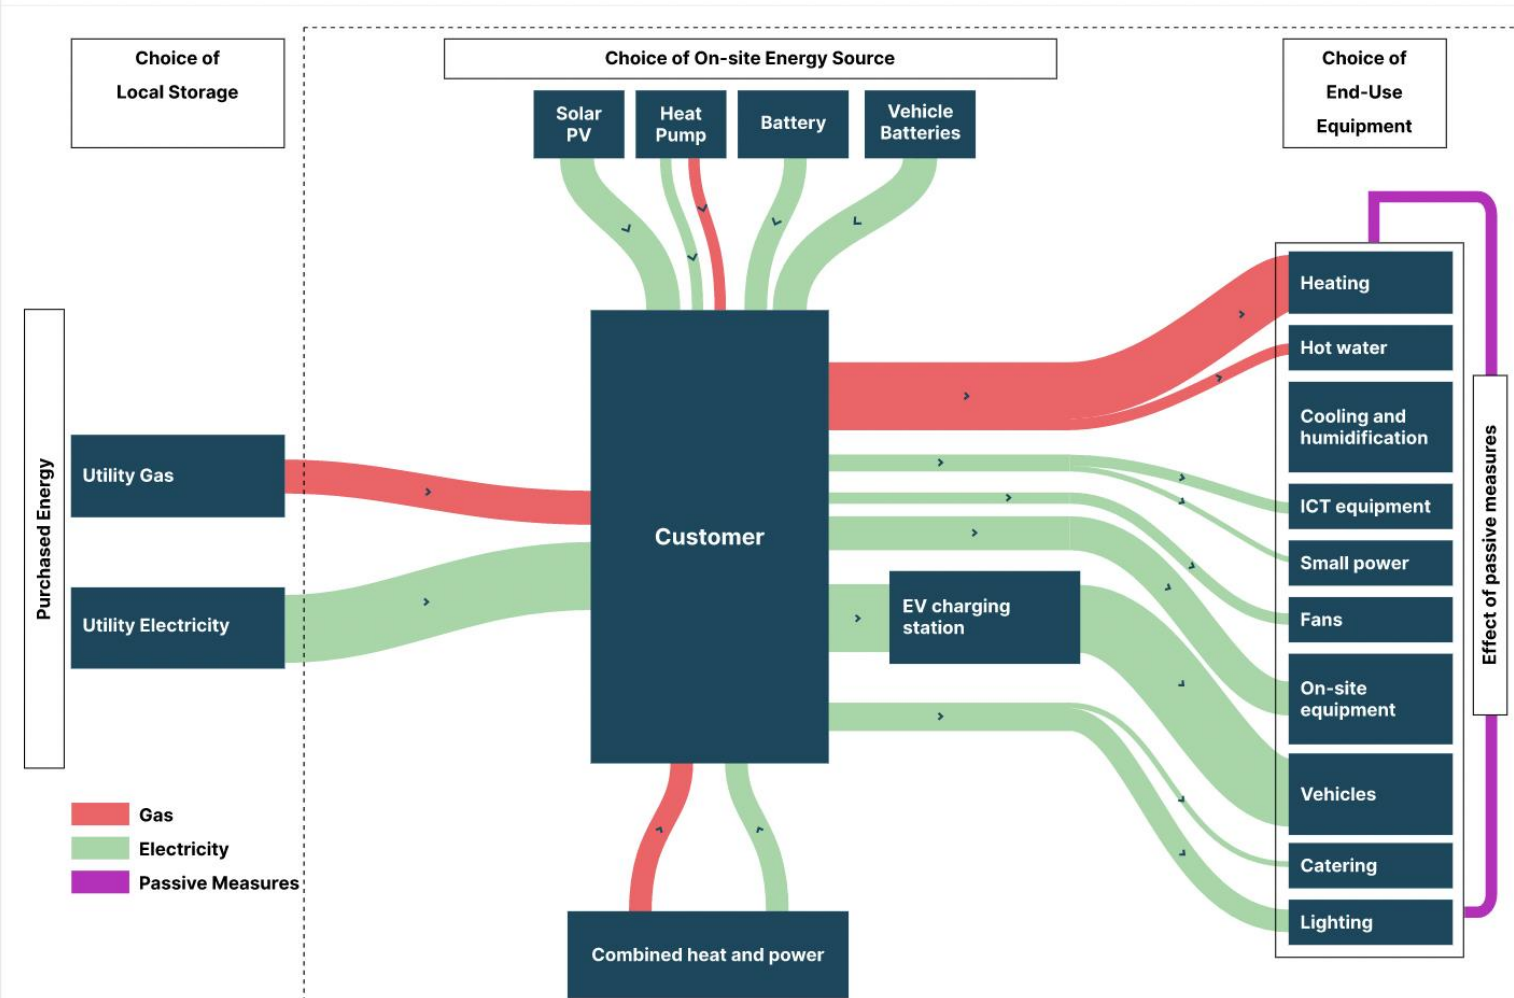 Choice of
Local Storage
Choice of On-site Energy Source
Choice of
End-Use
Equipment
Solar
PV
Heat
Pump
Battery
Vehicle
Batteries
Purchased Energy
Utility Gas
Utility Electricity
Customer
EV charging
station
Combined heat and power
Heating
Hot water
Cooling and
humidification
ICT equipment
Small power
Fans
On-site
equipment
Vehicles
Catering
Lighting
Effect of passive measures
Gas
Electricity
Passive Measures